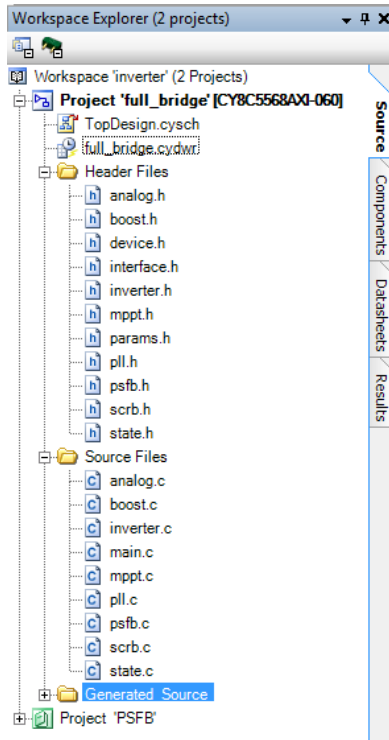 Workspace Explorer (2 projects)
Workspace 'inverter' (2 Projects)
Project 'full_bridge' [CY8C5568AXI-060]
TopDesign.cysch
full_bridge.cydwr
Header Files
analog.h
boost.h
device.h
interface.h
inverter.h
mppt.h
params.h
pll.h
psfb.h
scrb.h
state.h
Source Files
analog.c
boost.c
inverter.c
main.c
mppt.c
pll.c
psfb.c
scrb.c
state.c
Generated_Source
Project 'PSFB'
Source
Components
Datasheets
Results